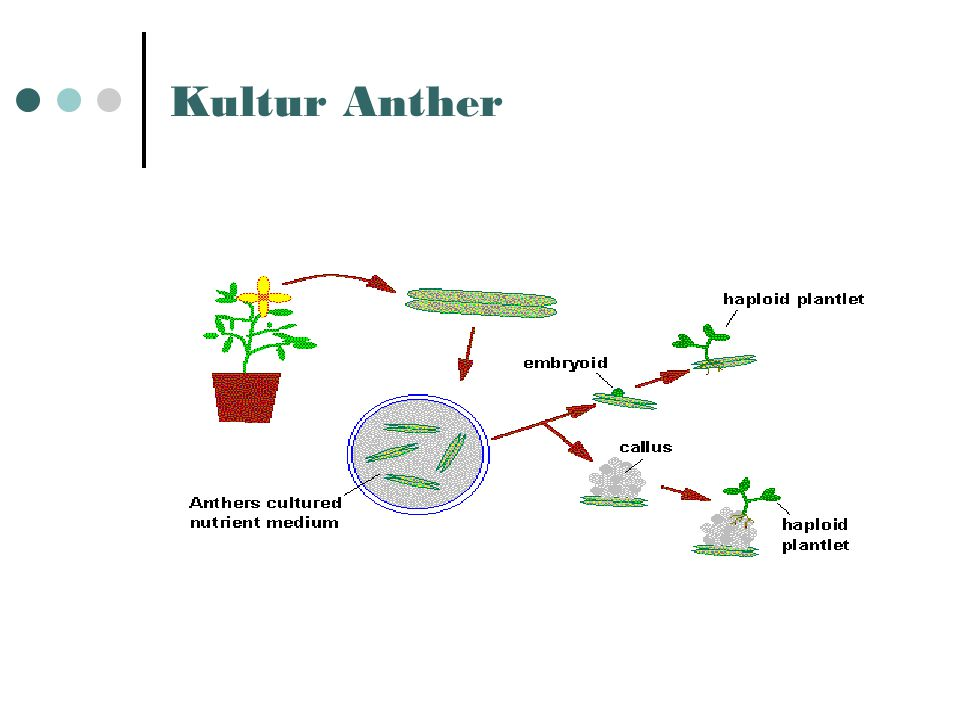 Kultur Anther
haploid plantlet
embryoid
callus
Anthers cultured
nutrient medium
haploid
plantlet